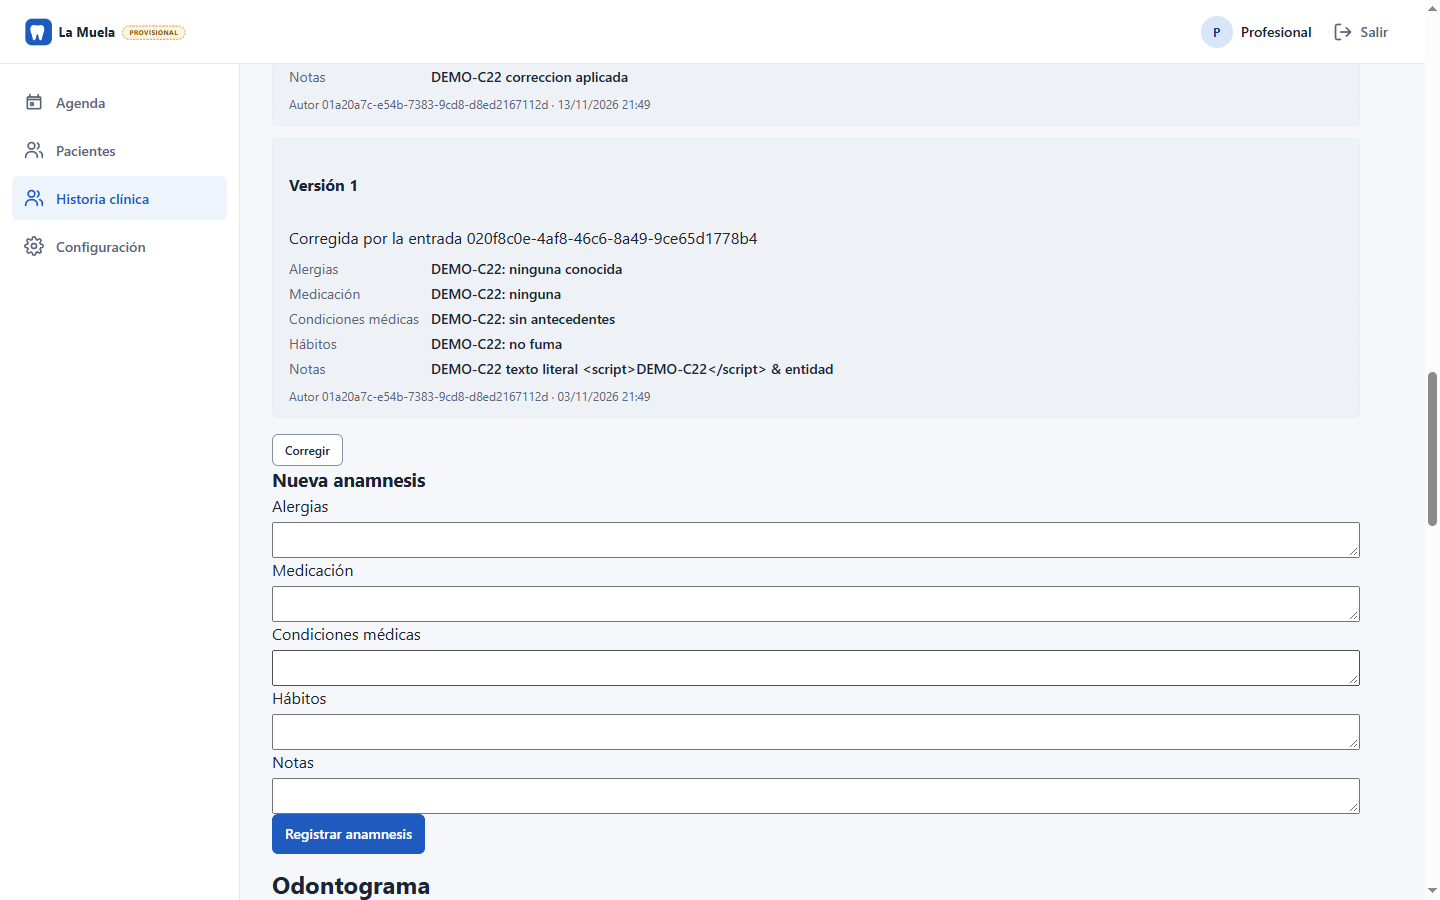 La Muela PROVISIONAL
P Profesional Salir
Agenda
Pacientes
Historia clínica
Configuración
Notas DEMO-C22 correccion aplicada
Autor 01a20a7c-e54b-7383-9cd8-d8ed2167112d · 13/11/2026 21:49
Versión 1
Corregida por la entrada 020f8c0e-4af8-46c6-8a49-9ce65d1778b4
Alergias DEMO-C22: ninguna conocida
Medicación DEMO-C22: ninguna
Condiciones médicas DEMO-C22: sin antecedentes
Hábitos DEMO-C22: no fuma
Notas DEMO-C22 texto literal <script>DEMO-C22</script> & entidad
Autor 01a20a7c-e54b-7383-9cd8-d8ed2167112d · 03/11/2026 21:49
Corregir
Nueva anamnesis
Alergias
Medicación
Condiciones médicas
Hábitos
Notas
Registrar anamnesis
Odontograma